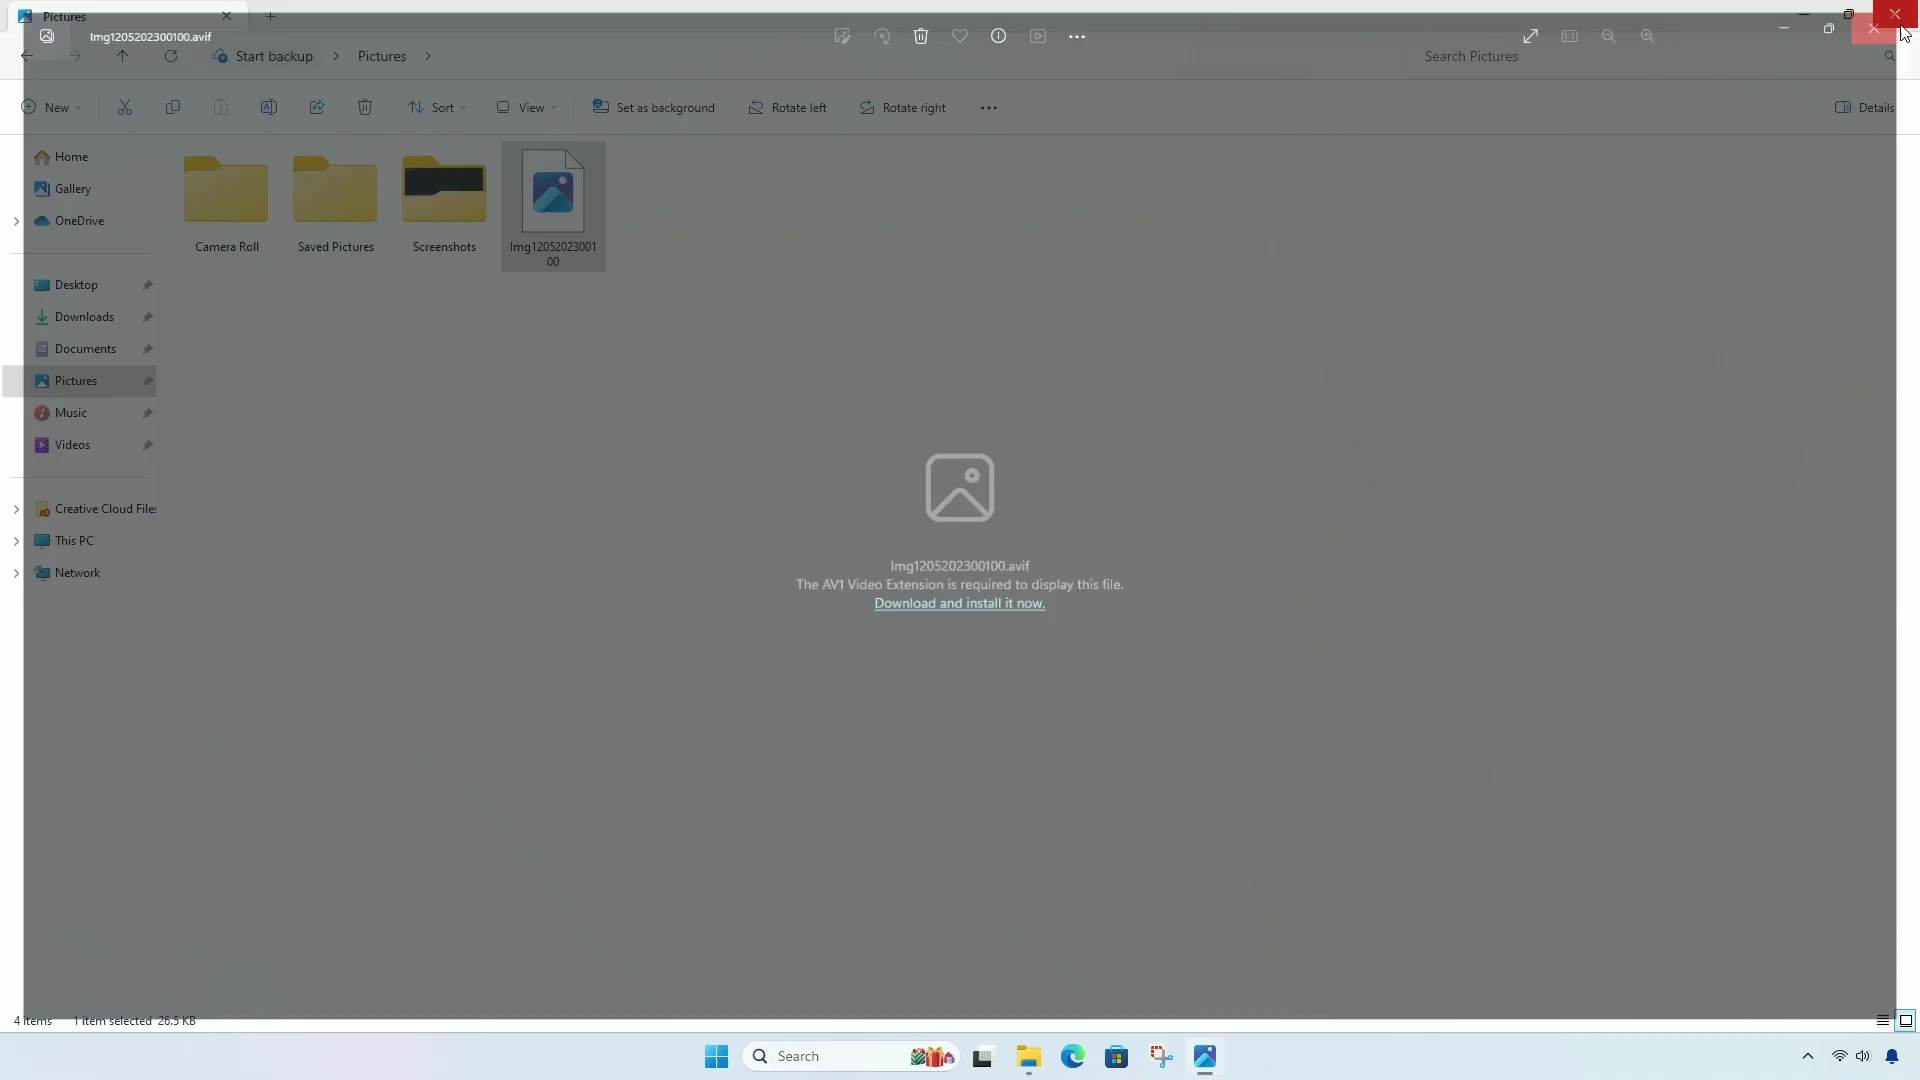 Pictures
Img1205202300100.avif
Start backup
Pictures
Search Pictures
New
Sort
View
Set as background
Rotate left
Rotate right
Details
Home
Gallery
OneDrive
Desktop
Downloads
Documents
Pictures
Music
Videos
Creative Cloud Files
This PC
Network
Camera Roll
Saved Pictures
Screenshots
Img12052023001
00
Img1205202300100.avif
The AV1 Video Extension is required to display this file.
Download and install it now.
4 items
1 item selected 26.5 KB
Search